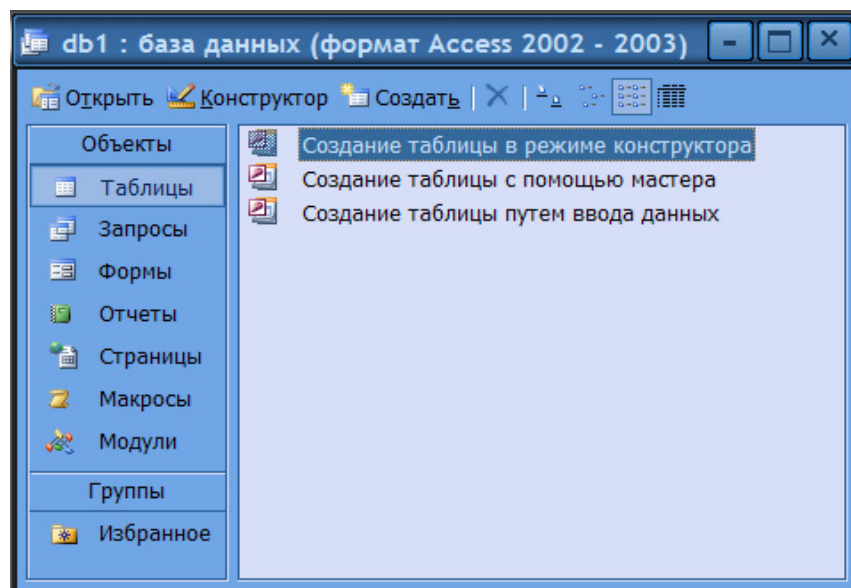 db1 : база данных (формат Access 2002 - 2003)
Открыть Конструктор Создать
Объекты
Таблицы
Запросы
Формы
Отчеты
Страницы
Макросы
Модули
Группы
Избранное
Создание таблицы в режиме конструктора
Создание таблицы с помощью мастера
Создание таблицы путем ввода данных